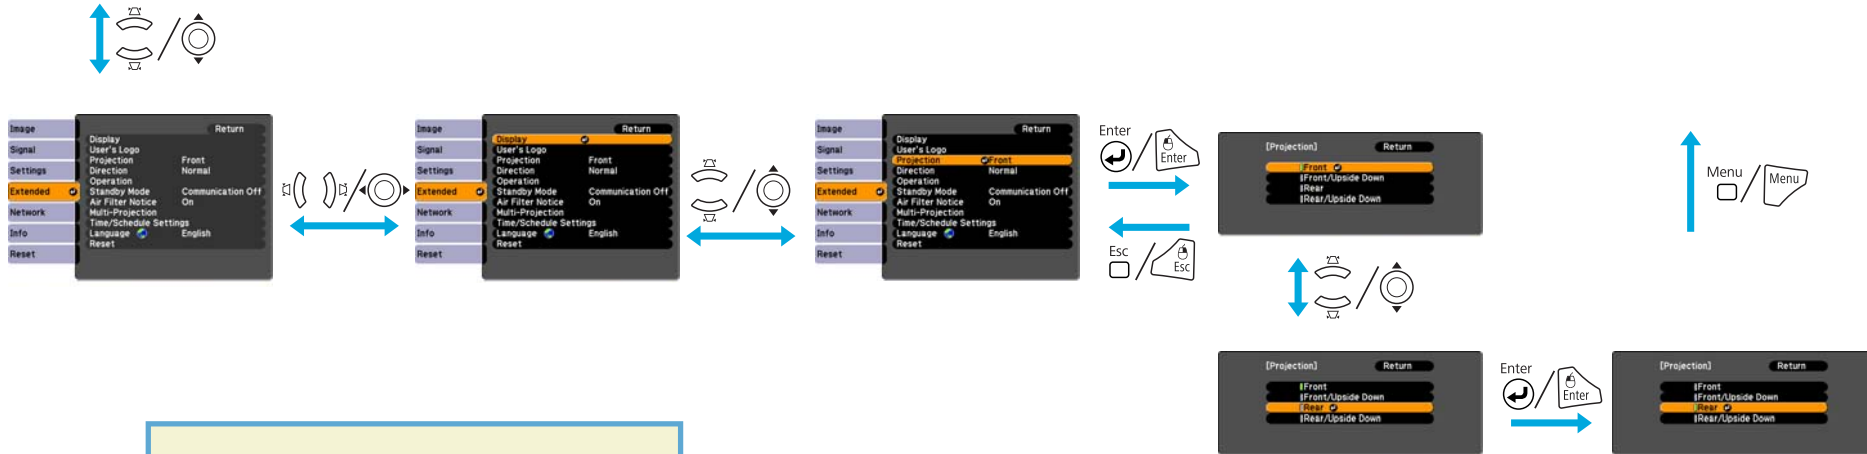 Image
Signal
Settings
Extended
Network
Info
Reset
Return
Display
User's Logo
Projection Front
Direction Normal
Operation
Standby Mode Communication Off
Air Filter Notice On
Multi-Projection
Time/Schedule Settings
Language English
Reset
Image
Signal
Settings
Extended
Network
Info
Reset
Return
Display
User's Logo
Projection Front
Direction Normal
Operation
Standby Mode Communication Off
Air Filter Notice On
Multi-Projection
Time/Schedule Settings
Language English
Reset
Image
Signal
Settings
Extended
Network
Info
Reset
Return
Display
User's Logo
Projection Front
Direction Normal
Operation
Standby Mode Communication Off
Air Filter Notice On
Multi-Projection
Time/Schedule Settings
Language English
Reset
Enter
Enter
Esc
Esc
[Projection] Return
Front
Front/Upside Down
Rear
Rear/Upside Down
Menu
Menu
[Projection] Return
Front
Front/Upside Down
Rear
Rear/Upside Down
Enter
Enter
[Projection] Return
Front
Front/Upside Down
Rear
Rear/Upside Down